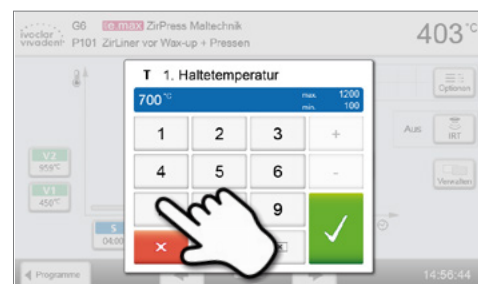 ivoclar
vivadent
G6 e.max ZirPress Maltechnik
P101 ZirLiner vor Wax-up + Pressen
403°C
T 1. Haltetemperatur
700°C
max. 1200
min. 100
1 2 3 +
4 5 6 -
9
Optionen
Aus
IRT
Verwalten
V2
959°C
V1
450°C
S
04:00
Programme
14:56:44